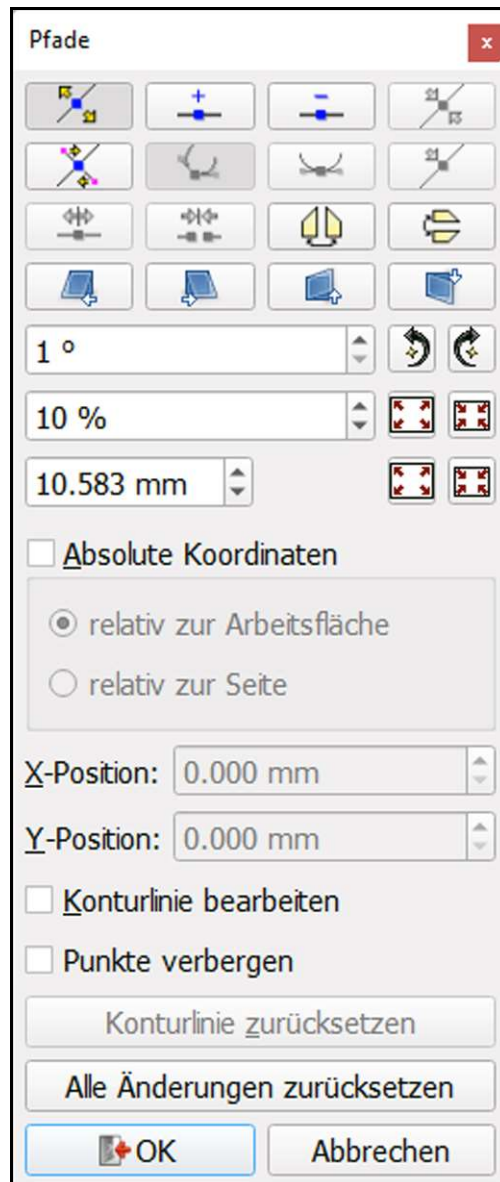 Pfade
1 º
10 %
10.583 mm
Absolute Koordinaten
relativ zur Arbeitsfläche
relativ zur Seite
X-Position: 0.000 mm
Y-Position: 0.000 mm
Konturlinie bearbeiten
Punkte verbergen
Konturlinie zurücksetzen
Alle Änderungen zurücksetzen
OK Abbrechen